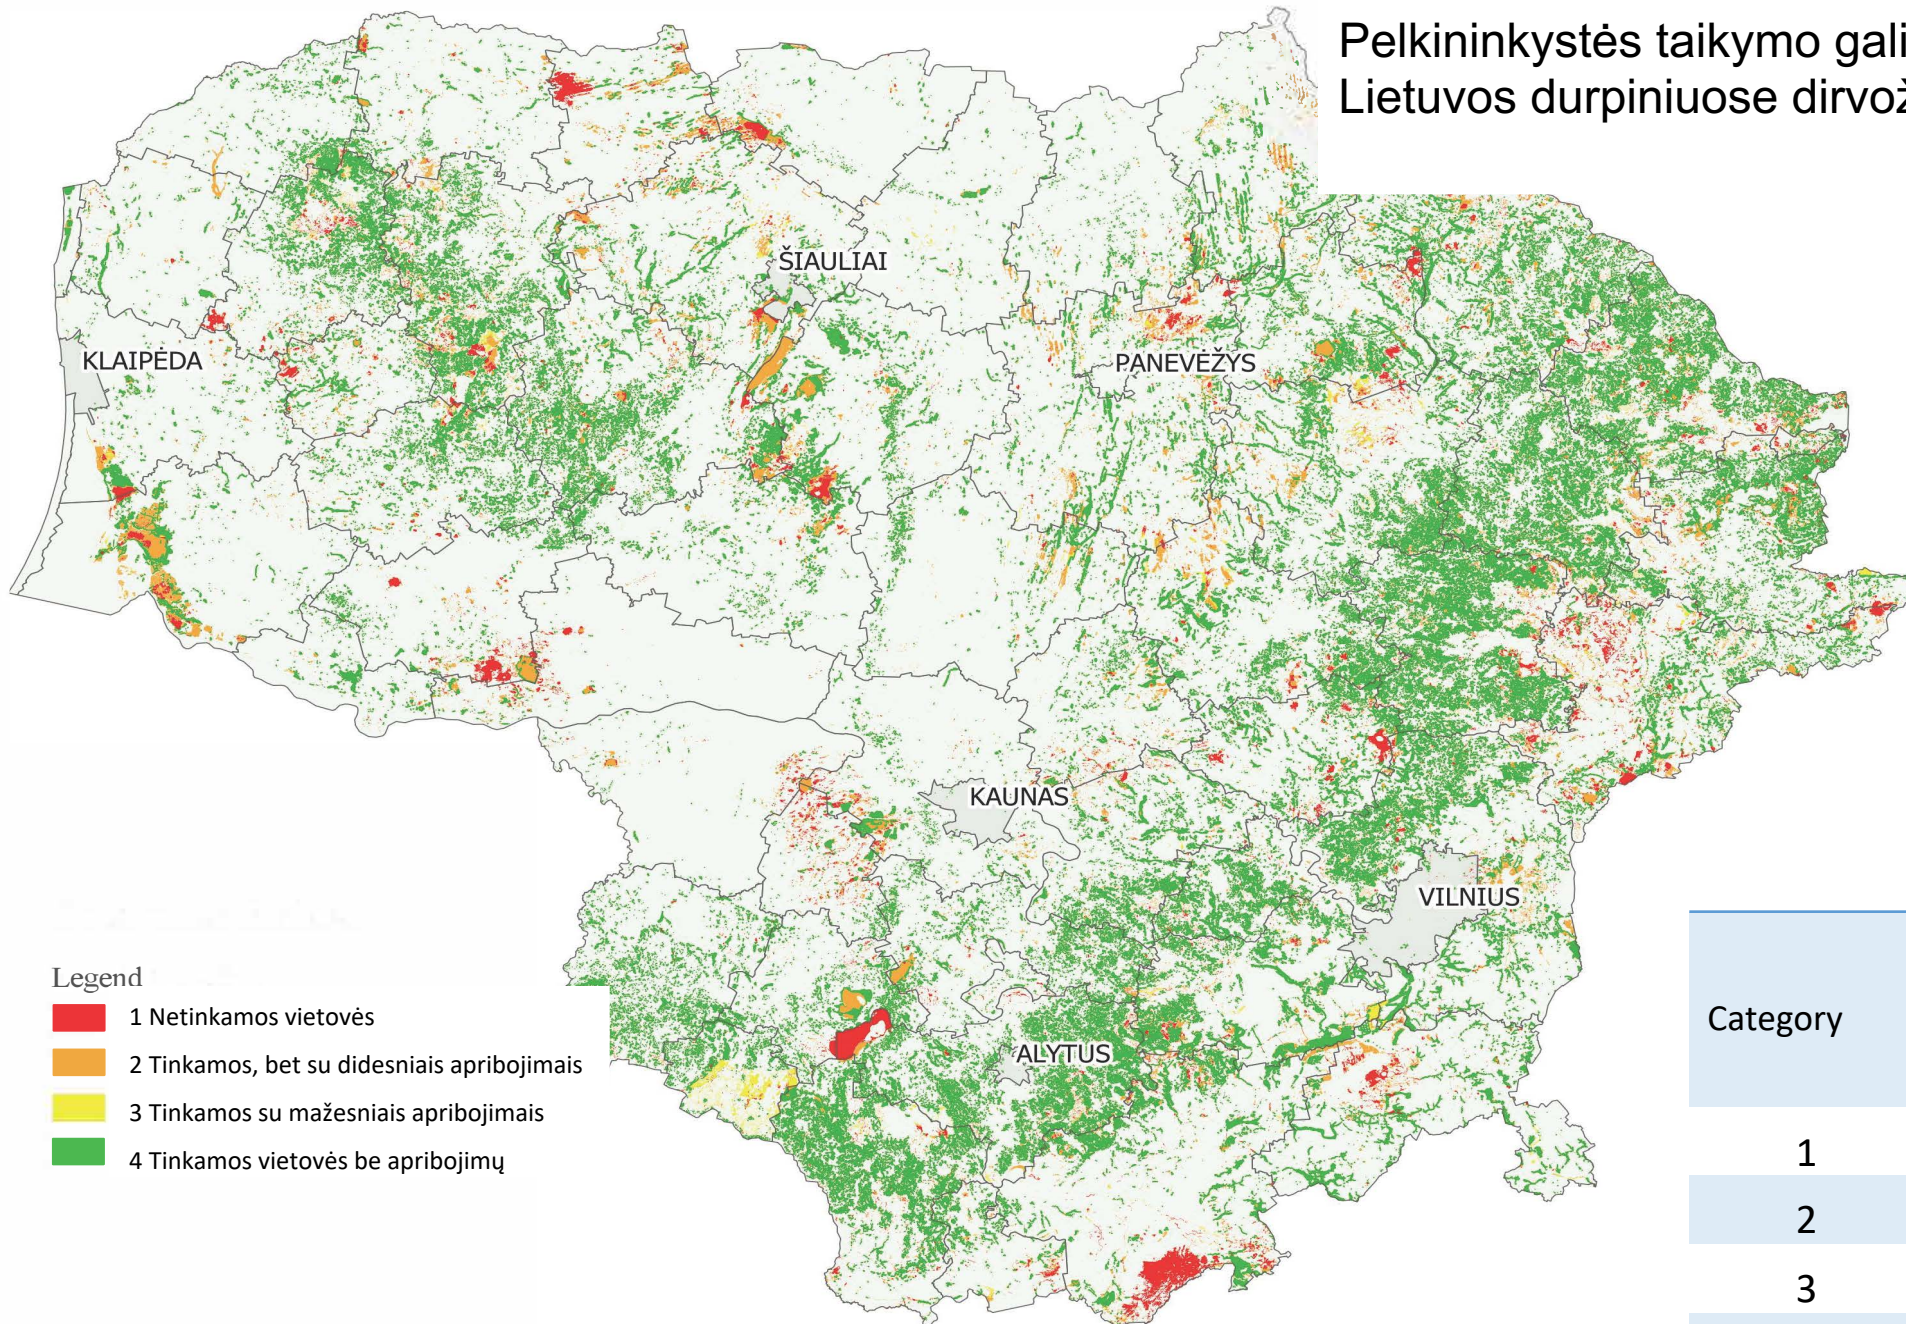 Pelkininkystės taikymo gali
Lietuvos durpiniuose dirvož
ŠIAULIAI
KLAIPĖDA
PANEVĖŽYS
KAUNAS
VILNIUS
ALYTUS
Legend
1 Netinkamos vietovės
2 Tinkamos, bet su didesniais apribojimais
3 Tinkamos su mažesniais apribojimais
4 Tinkamos vietovės be apribojimų
Category
1
2
3